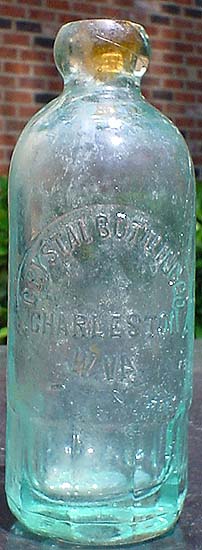 CRYSTAL BOTTLING CO.
CHARLESTON
W.VA.